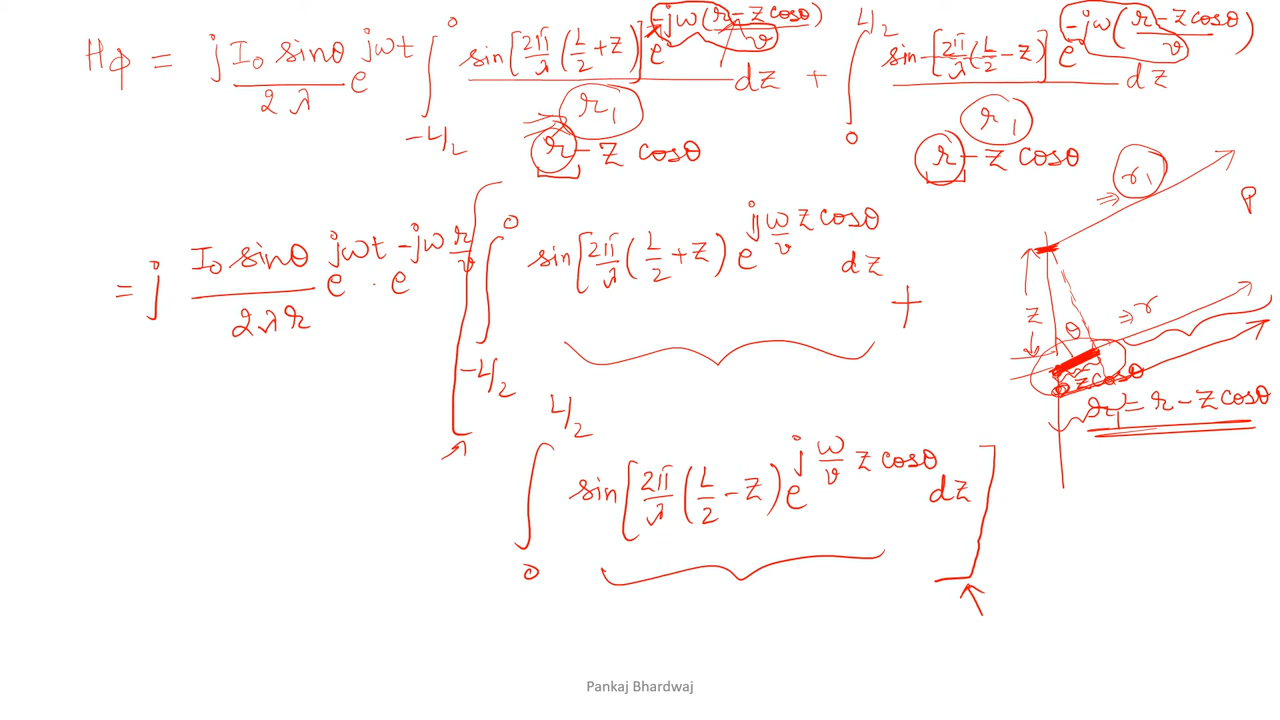 Hφ = j I₀ sinθ / 2λ e^{jωt} ∫_{-L/2}^{0} sin[2π/λ (L/2 + z)] e^{-jω(r - z cosθ / v)} / r₁ dz + ∫_{0}^{L/2} sin[2π/λ (L/2 - z)] e^{-jω(r - z cosθ / v)} / r₁ dz
r - z cosθ
r - z cosθ
= j I₀ sinθ / 2λr e^{jωt} · e^{-jω r/v} [ ∫_{-L/2}^{0} sin[2π/λ (L/2 + z) e^{j ω/v z cosθ} dz +
∫_{0}^{L/2} sin[2π/λ (L/2 - z) e^{j ω/v z cosθ} dz ]
⇒ r₁
P
z
θ
⇒ r
z cosθ
r₁ = r - z cosθ
Pankaj Bhardwaj